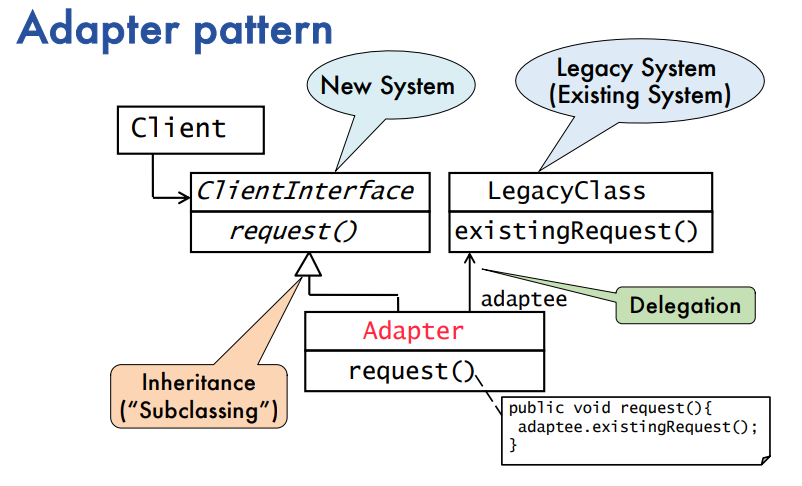 Adapter pattern
New System
Legacy System
(Existing System)
Client
ClientInterface
request()
LegacyClass
existingRequest()
adaptee
Delegation
Adapter
request()
Inheritance
(“Subclassing”)
public void request(){
adaptee.existingRequest();
}